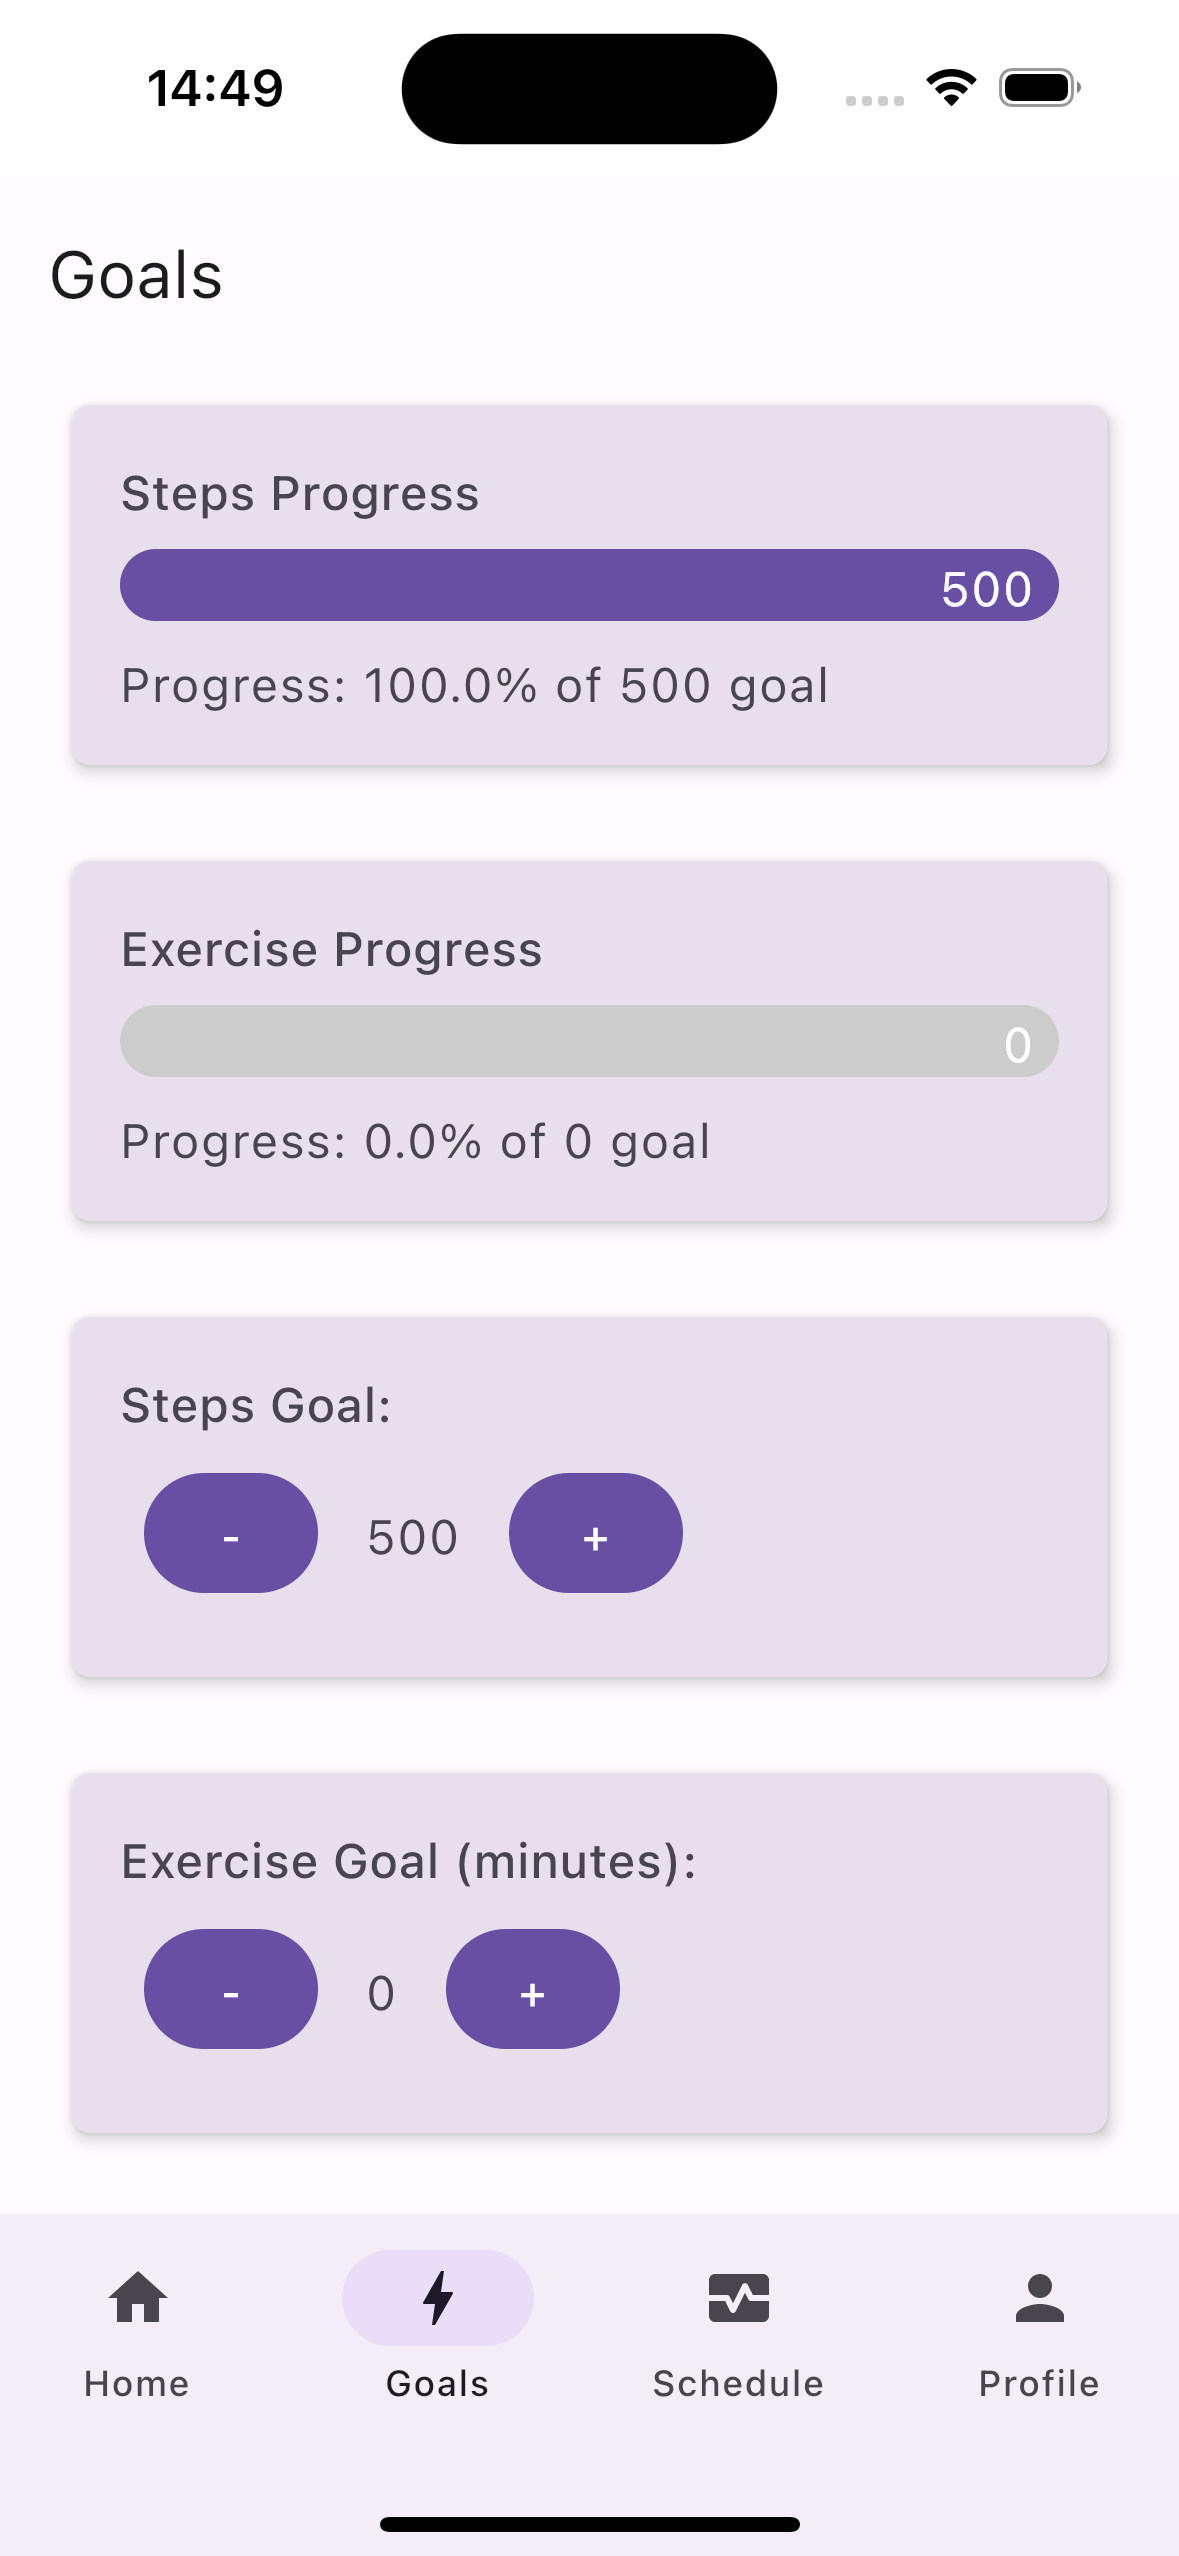 14:49
Goals
Steps Progress
500
Progress: 100.0% of 500 goal
Exercise Progress
0
Progress: 0.0% of 0 goal
Steps Goal:
- 500 +
Exercise Goal (minutes):
- 0 +
Home Goals Schedule Profile